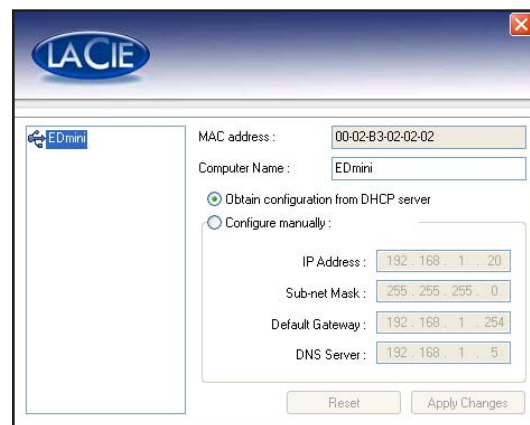 LACIE
EDmini
MAC address : 00-02-B3-02-02-02
Computer Name : EDmini
Obtain configuration from DHCP server
Configure manually :
IP Address : 192 . 168 . 1 . 20
Sub-net Mask : 255 . 255 . 255 . 0
Default Gateway : 192 . 168 . 1 . 254
DNS Server : 192 . 168 . 1 . 5
Reset Apply Changes